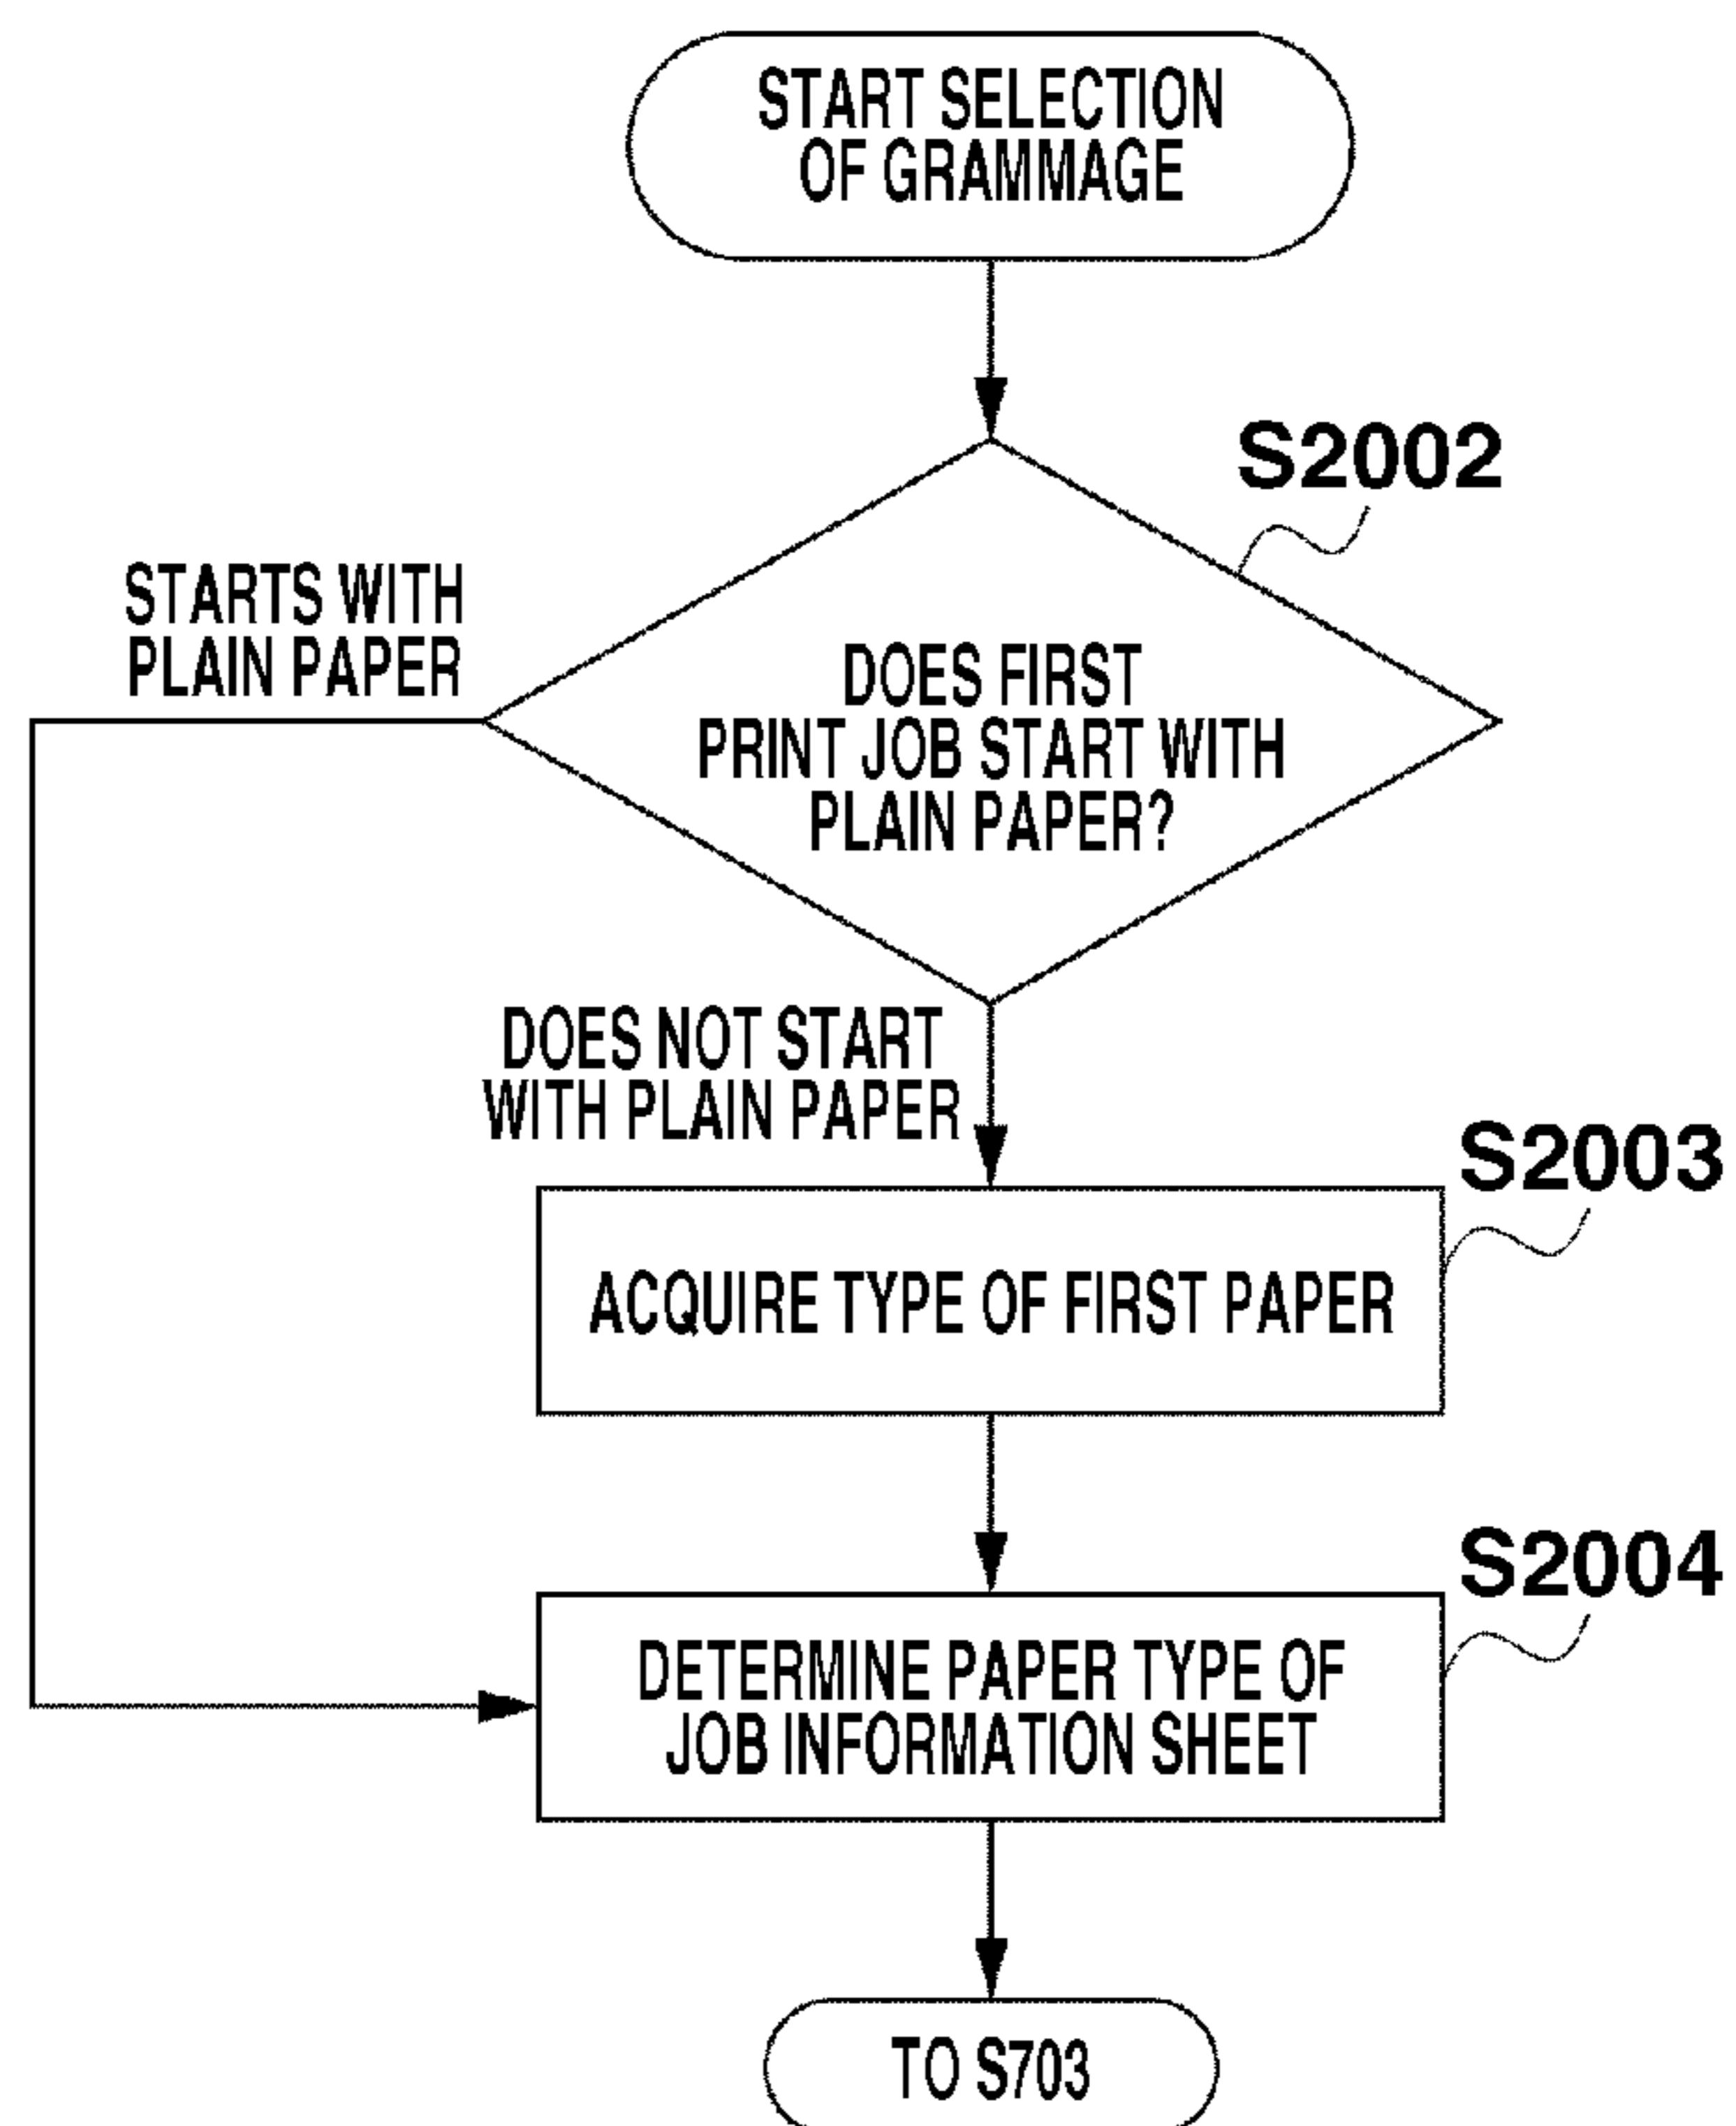 START SELECTION
OF GRAMMAGE
S2002
STARTS WITH
PLAIN PAPER
DOES FIRST
PRINT JOB START WITH
PLAIN PAPER?
DOES NOT START
WITH PLAIN PAPER
S2003
ACQUIRE TYPE OF FIRST PAPER
S2004
DETERMINE PAPER TYPE OF
JOB INFORMATION SHEET
TO S703